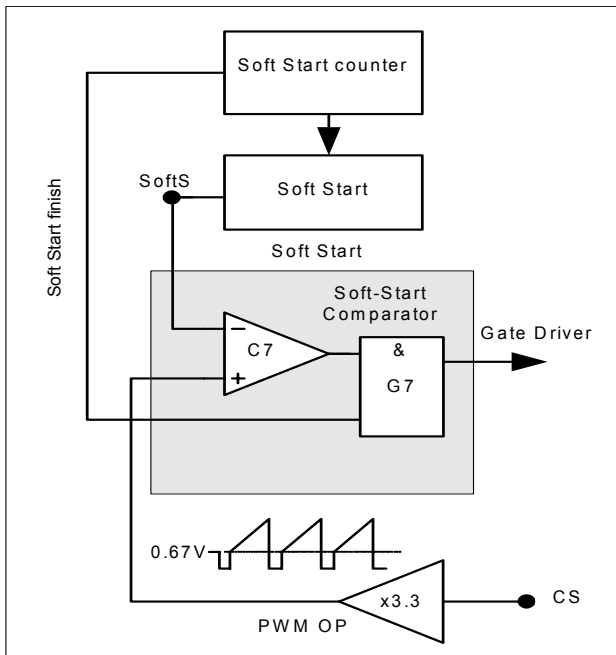 Soft Start counter
SoftS
Soft Start
Soft Start finish
Soft Start
Soft-Start
Comparator
Gate Driver
−
C7
+
&
G7
0.67V
x3.3
CS
PWM OP